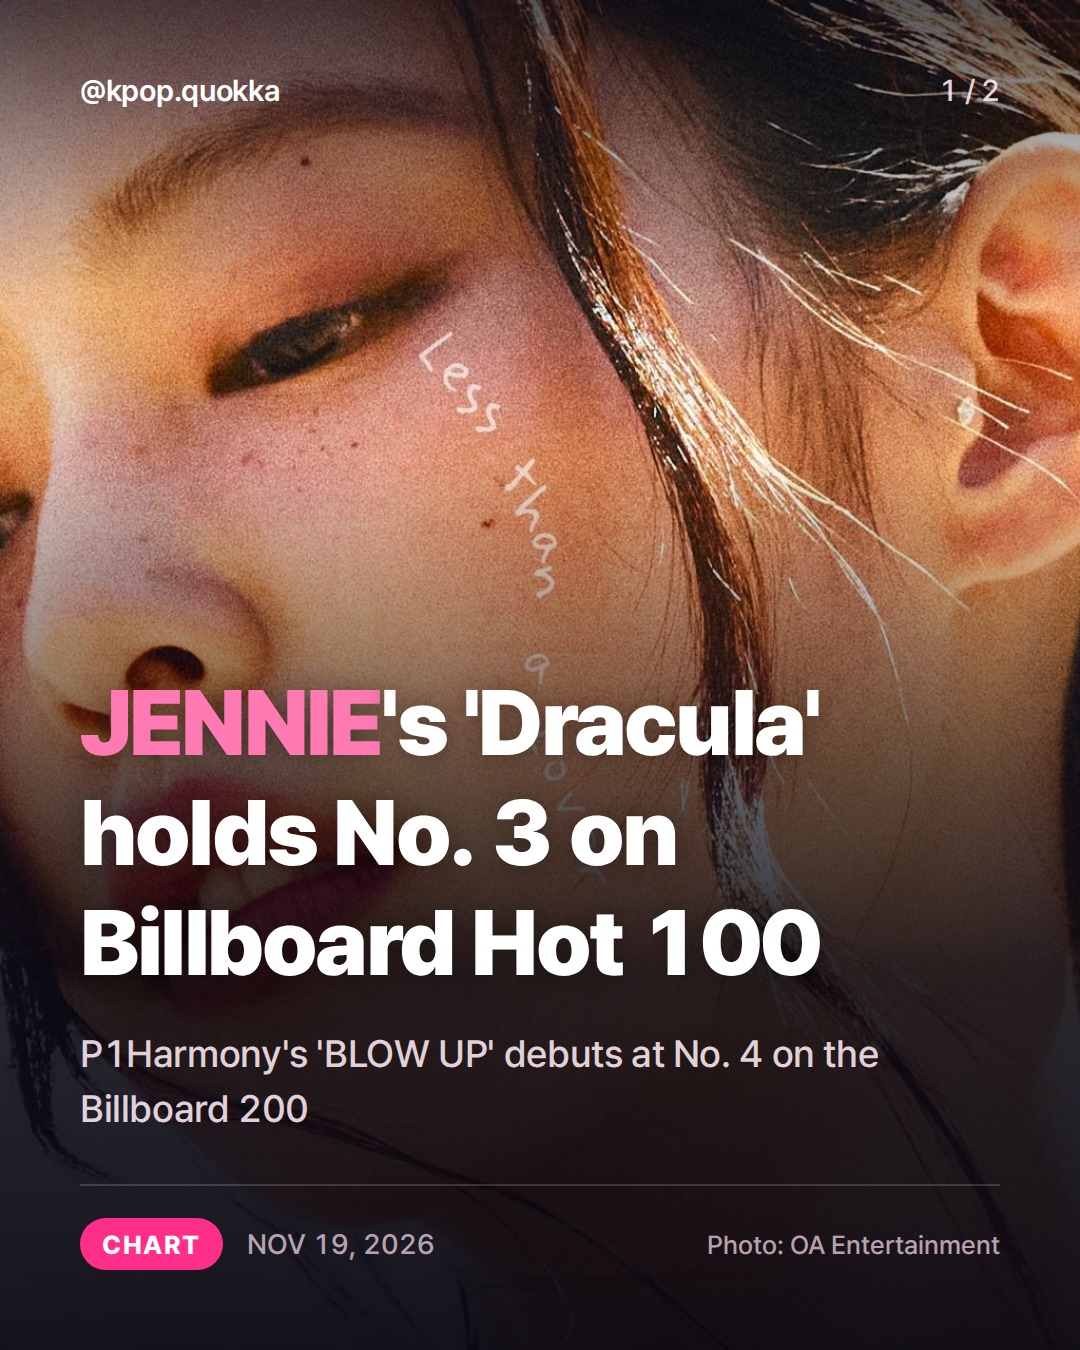 @kpop.quokka
1 / 2
Less than a
JENNIE's 'Dracula'
holds No. 3 on
Billboard Hot 100
P1Harmony's 'BLOW UP' debuts at No. 4 on the
Billboard 200
CHART
NOV 19, 2026
Photo: OA Entertainment